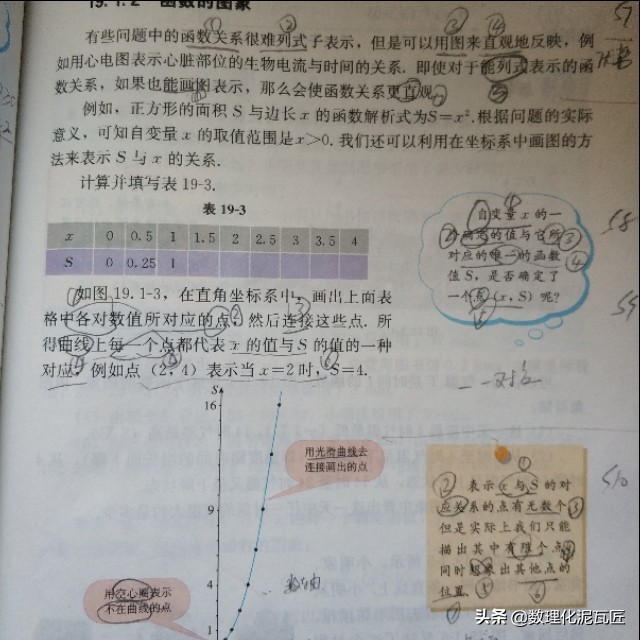 19.1.2 函数的图象
有些问题中的函数关系很难列式子表示，但是可以用图来直观地反映，例
如用心电图表示心脏部位的生物电流与时间的关系. 即使对于能列式表示的函
数关系，如果也能画图表示，那么会使函数关系更直观.
例如，正方形的面积 S 与边长 x 的函数解析式为S=x². 根据问题的实际
意义，可知自变量 x 的取值范围是x>0. 我们还可以利用在坐标系中画图的方
法来表示 S 与 x 的关系.
计算并填写表 19-3.
表 19-3
x 0 0.5 1 1.5 2 2.5 3 3.5 4
S 0 0.25 1
自变量 x 的一
个确定的值与它所
对应的唯一的函数
值 S，是否确定了
一个点(x, S) 呢?
如图 19.1-3，在直角坐标系中，画出上面表
格中各对数值所对应的点，然后连接这些点. 所
得曲线上每一个点都代表 x 的值与 S 的值的一种
对应. 例如点 (2，4) 表示当 x=2 时，S=4.
一一对应
S
16
9
4
1
用光滑曲线去
连接画出的点
用空心圈表示
不在曲线的点
① 
② 表示 x 与 S 的对
应关系的点有无数个
但是实际上我们只能
描出其中有限个点
同时想象出其他点的
位置.
58
59
510
头条 @数理化泥瓦匠